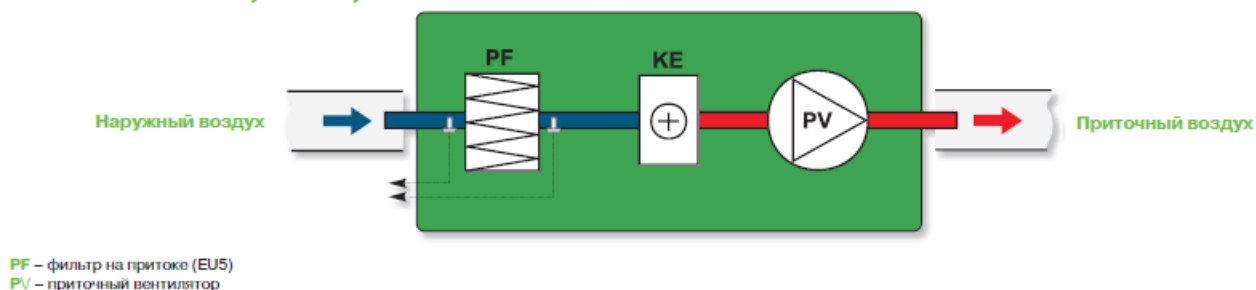 PF
KE
PV
Наружный воздух
Приточный воздух
PF – фильтр на притоке (EU5)
PV – приточный вентилятор